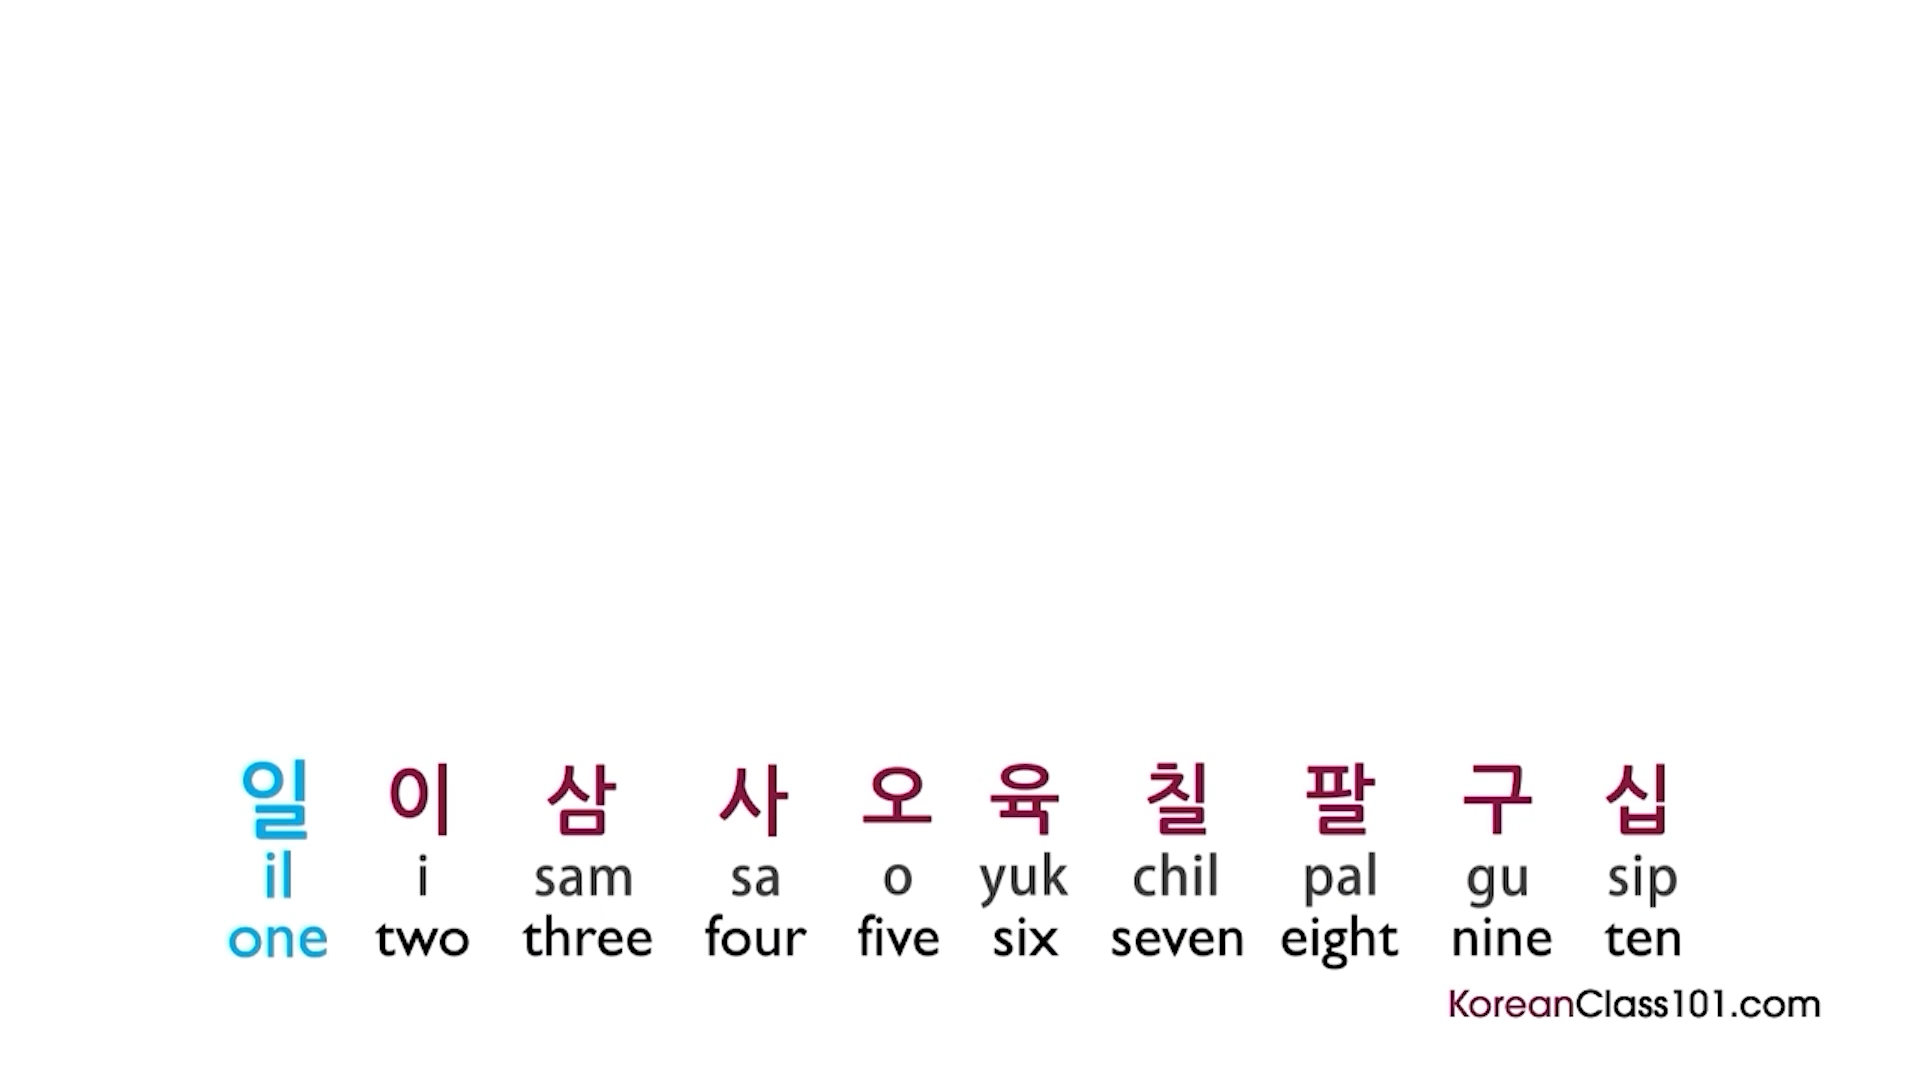 일 이 삼 사 오 육 칠 팔 구 십
il i sam sa o yuk chil pal gu sip
one two three four five six seven eight nine ten
KoreanClass101.com